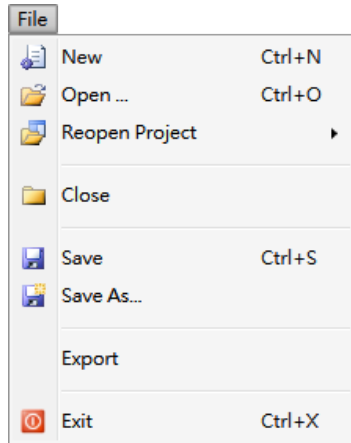 File
New Ctrl+N
Open ... Ctrl+O
Reopen Project
Close
Save Ctrl+S
Save As...
Export
Exit Ctrl+X